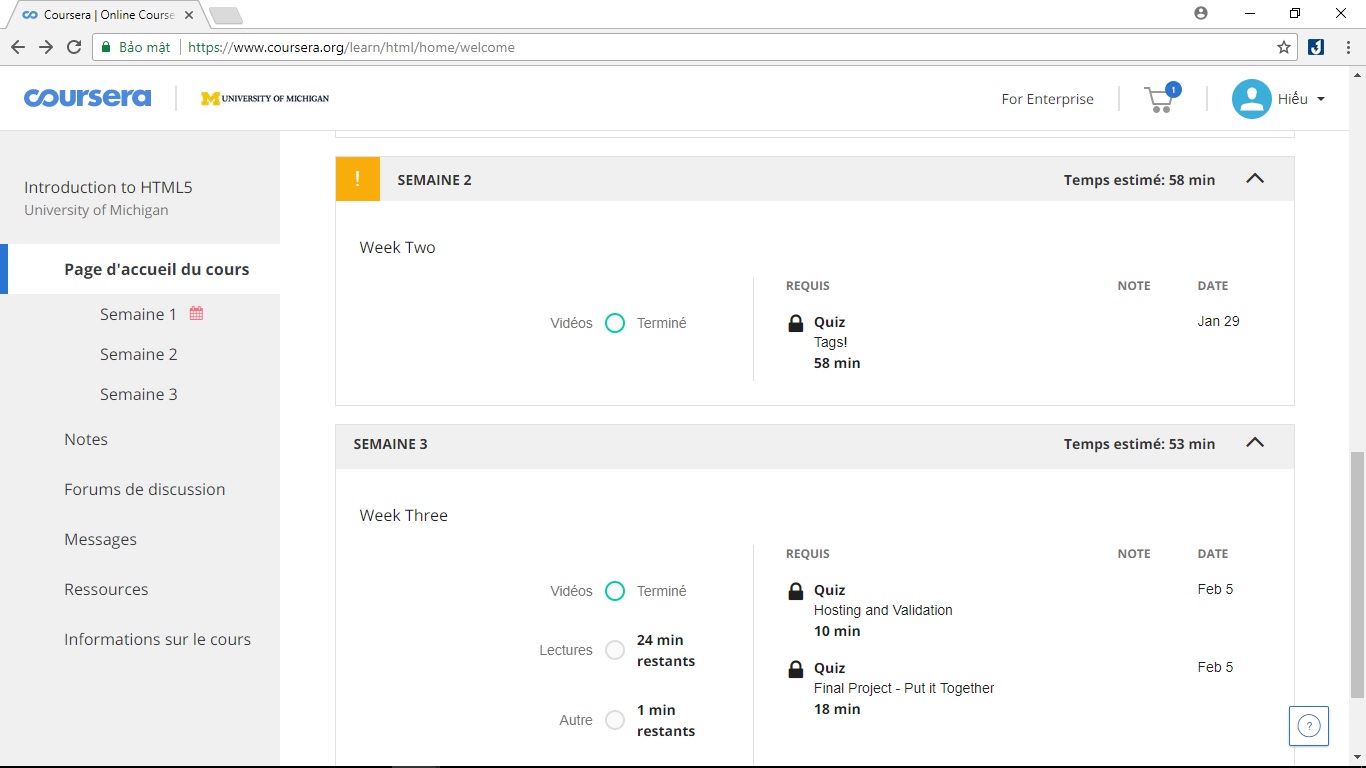 Coursera | Online Course
Bảo mật
https://www.coursera.org/learn/html/home/welcome
coursera
M UNIVERSITY OF MICHIGAN
For Enterprise
1
Hiếu
Introduction to HTML5
University of Michigan
Page d'accueil du cours
Semaine 1
Semaine 2
Semaine 3
Notes
Forums de discussion
Messages
Ressources
Informations sur le cours
! SEMAINE 2 Temps estimé: 58 min
Week Two
Vidéos Terminé
REQUIS NOTE DATE
Quiz Jan 29
Tags!
58 min
SEMAINE 3 Temps estimé: 53 min
Week Three
Vidéos Terminé
Lectures 24 min
restants
Autre 1 min
restants
REQUIS NOTE DATE
Quiz Feb 5
Hosting and Validation
10 min
Quiz Feb 5
Final Project - Put it Together
18 min
?